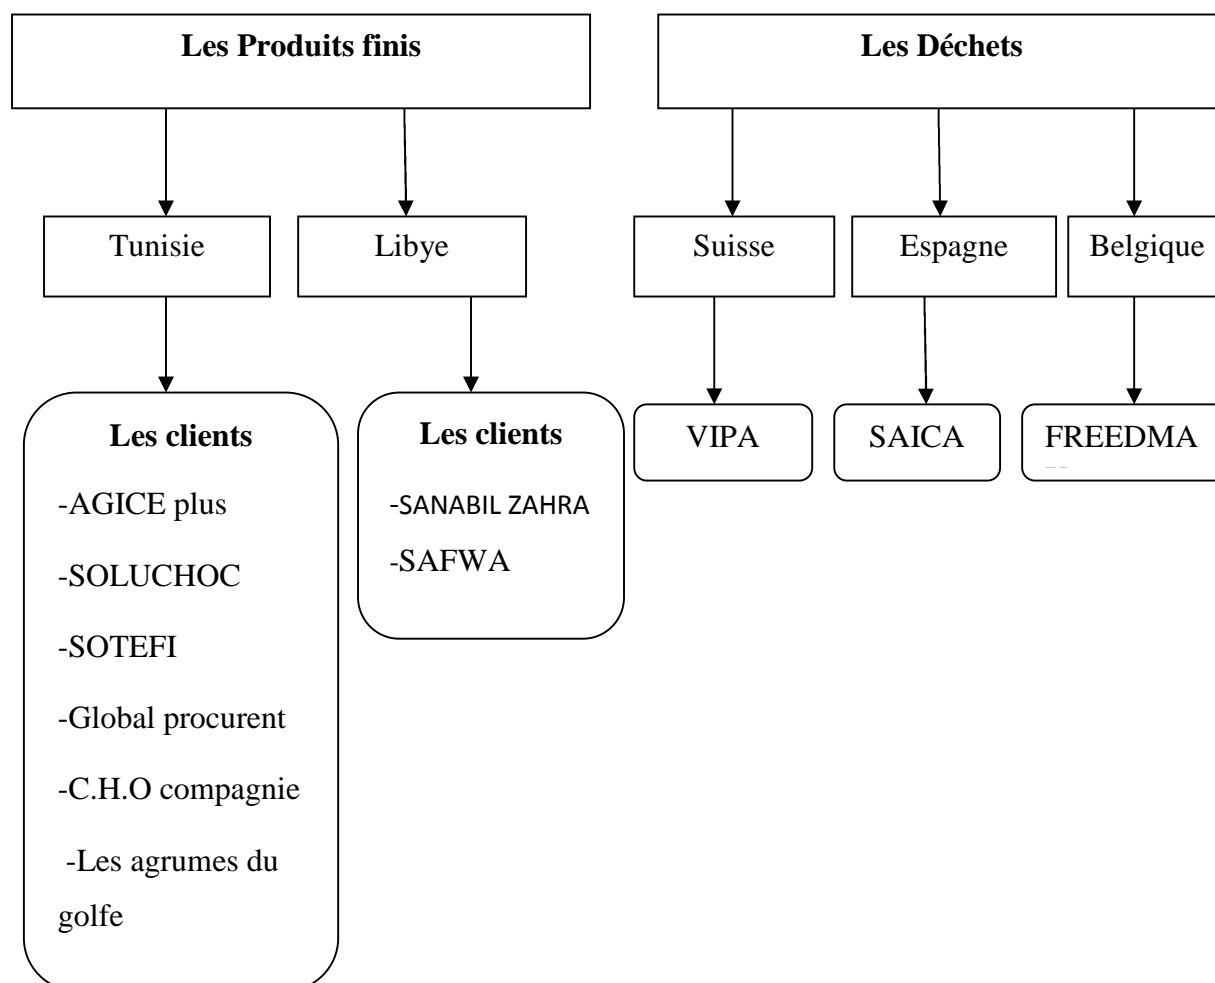 Les Produits finis
Les Déchets
Tunisie
Libye
Suisse
Espagne
Belgique
Les clients
-AGICE plus
-SOLUCHOC
-SOTEFI
-Global procurent
-C.H.O compagnie
-Les agrumes du
golfe
Les clients
-SANABIL ZAHRA
-SAFWA
VIPA
SAICA
FREEDMA